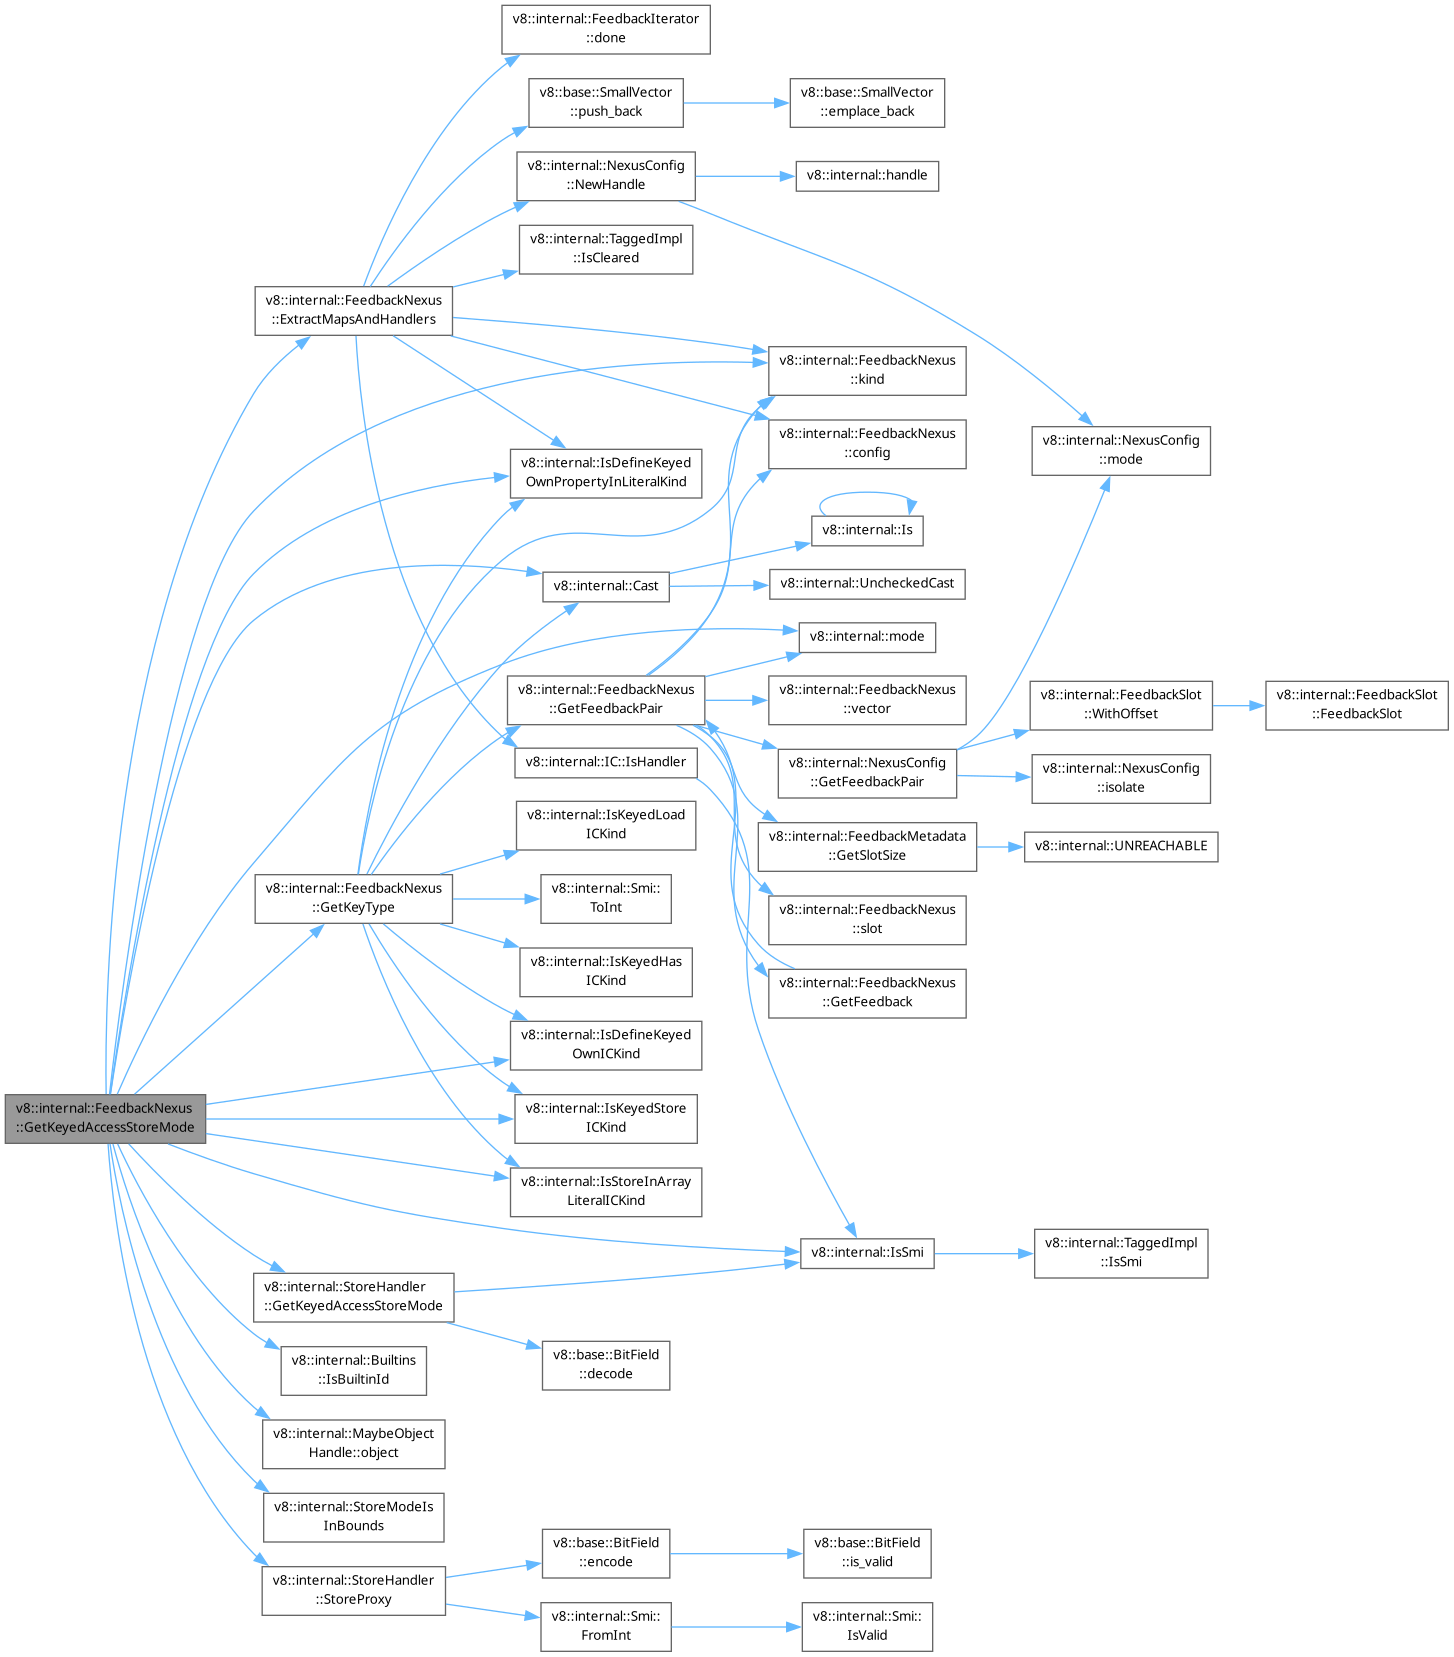 v8::internal::FeedbackIterator
::done
v8::base::SmallVector
::push_back
v8::base::SmallVector
::emplace_back
v8::internal::NexusConfig
::NewHandle
v8::internal::handle
v8::internal::TaggedImpl
::IsCleared
v8::internal::FeedbackNexus
::ExtractMapsAndHandlers
v8::internal::FeedbackNexus
::kind
v8::internal::FeedbackNexus
::config
v8::internal::NexusConfig
::mode
v8::internal::IsDefineKeyed
OwnPropertyInLiteralKind
v8::internal::Is
v8::internal::Cast
v8::internal::UncheckedCast
v8::internal::mode
v8::internal::FeedbackNexus
::GetFeedbackPair
v8::internal::FeedbackNexus
::vector
v8::internal::FeedbackSlot
::WithOffset
v8::internal::FeedbackSlot
::FeedbackSlot
v8::internal::IC::IsHandler
v8::internal::NexusConfig
::GetFeedbackPair
v8::internal::NexusConfig
::isolate
v8::internal::IsKeyedLoad
ICKind
v8::internal::FeedbackMetadata
::GetSlotSize
v8::internal::UNREACHABLE
v8::internal::FeedbackNexus
::GetKeyType
v8::internal::Smi::
ToInt
v8::internal::FeedbackNexus
::slot
v8::internal::IsKeyedHas
ICKind
v8::internal::FeedbackNexus
::GetFeedback
v8::internal::IsDefineKeyed
OwnICKind
v8::internal::FeedbackNexus
::GetKeyedAccessStoreMode
v8::internal::IsKeyedStore
ICKind
v8::internal::IsStoreInArray
LiteralICKind
v8::internal::IsSmi
v8::internal::TaggedImpl
::IsSmi
v8::internal::StoreHandler
::GetKeyedAccessStoreMode
v8::internal::Builtins
::IsBuiltinId
v8::base::BitField
::decode
v8::internal::MaybeObject
Handle::object
v8::internal::StoreModeIs
InBounds
v8::base::BitField
::encode
v8::base::BitField
::is_valid
v8::internal::StoreHandler
::StoreProxy
v8::internal::Smi::
FromInt
v8::internal::Smi::
IsValid